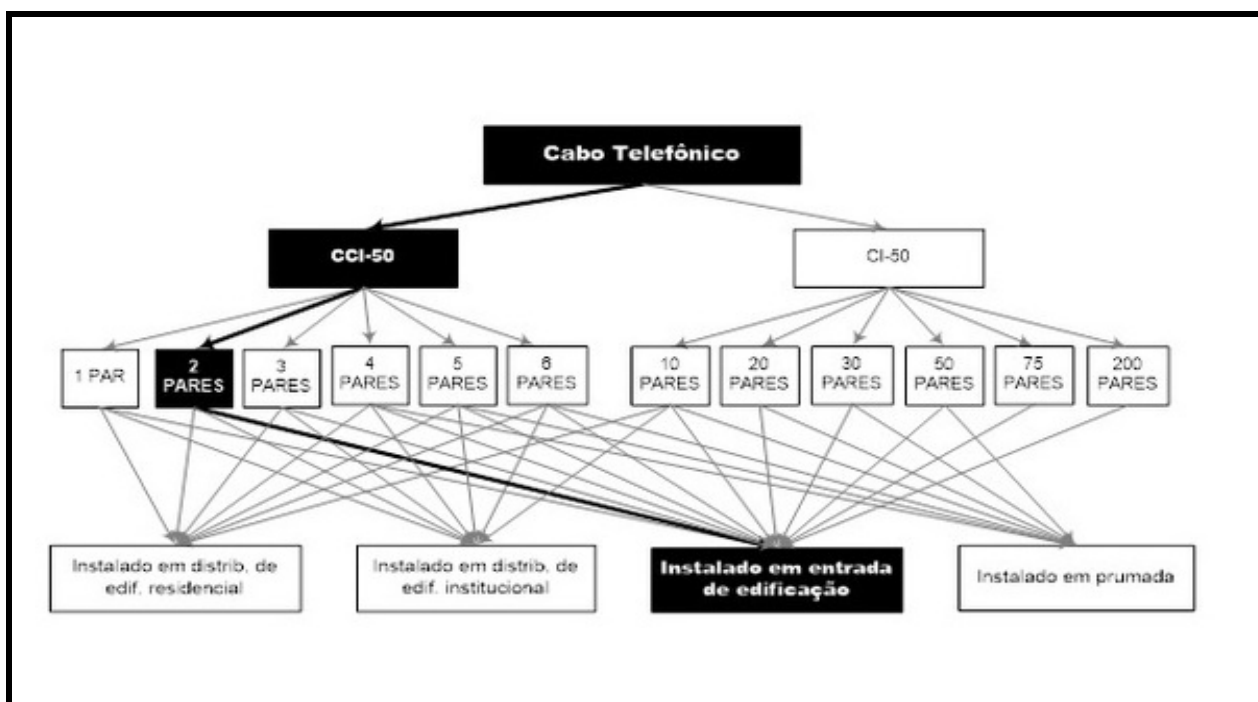 Cabo Telefônico
CCI-50
CI-50
1 PAR
2
PARES
3
PARES
4
PARES
5
PARES
6
PARES
10
PARES
20
PARES
30
PARES
50
PARES
75
PARES
200
PARES
Instalado em distrib. de
edif. residencial
Instalado em distrib. de
edif. institucional
Instalado em entrada
de edificação
Instalado em prumada